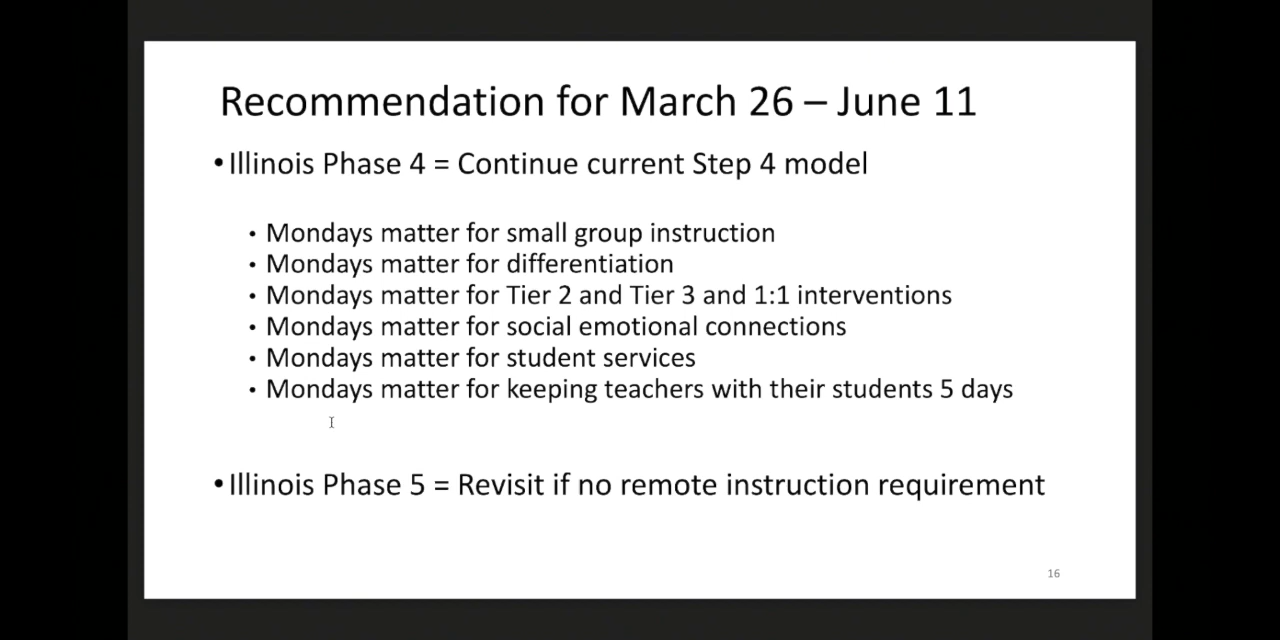 Recommendation for March 26 – June 11
•Illinois Phase 4 = Continue current Step 4 model
• Mondays matter for small group instruction
• Mondays matter for differentiation
• Mondays matter for Tier 2 and Tier 3 and 1:1 interventions
• Mondays matter for social emotional connections
• Mondays matter for student services
• Mondays matter for keeping teachers with their students 5 days
•Illinois Phase 5 = Revisit if no remote instruction requirement
16